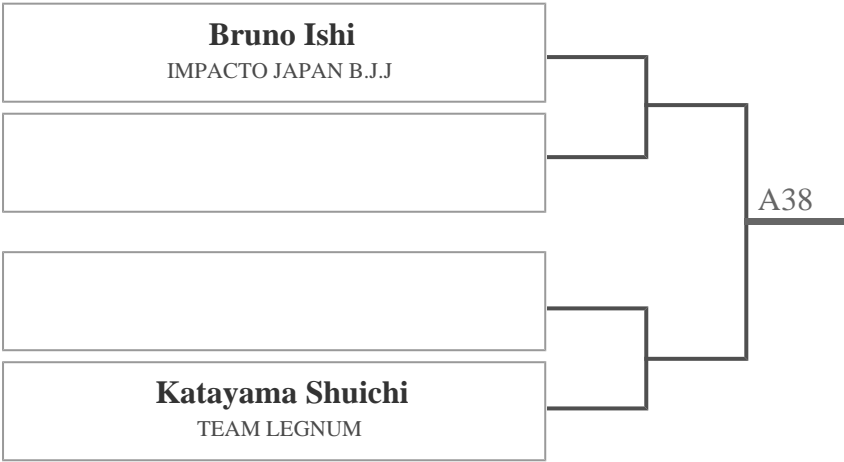 Bruno Ishi
IMPACTO JAPAN B.J.J
A38
Katayama Shuichi
TEAM LEGNUM